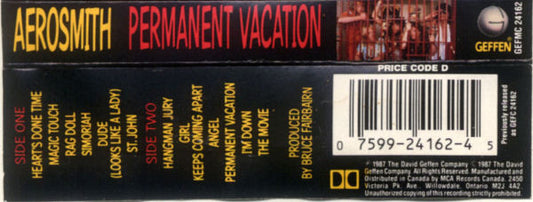 AEROSMITH PERMANENT VACATION
GEFFEN
GEFMC 24162
SIDE ONE
HEART'S DONE TIME
MAGIC TOUCH
RAG DOLL
SIMORIAH
DUDE
(LOOKS LIKE A LADY)
ST. JOHN
SIDE TWO
HANGMAN JURY
GIRL
KEEPS COMING APART
ANGEL
PERMANENT VACATION
I'M DOWN
THE MOVIE
PRODUCED
BY BRUCE FAIRBAIRN
PRICE CODE D
0 7599-24162-4 5
Previously released
as GEFC 24162
℗ 1987 The David Geffen Company © 1987 The David
Geffen Company. All Rights Reserved. Manufactured and
Distributed in Canada by MCA Records Canada. 2450
Victoria Pk. Ave., Willowdale, Ontario M2J 4A2.
Unauthorized copying of this recording strictly prohibited.